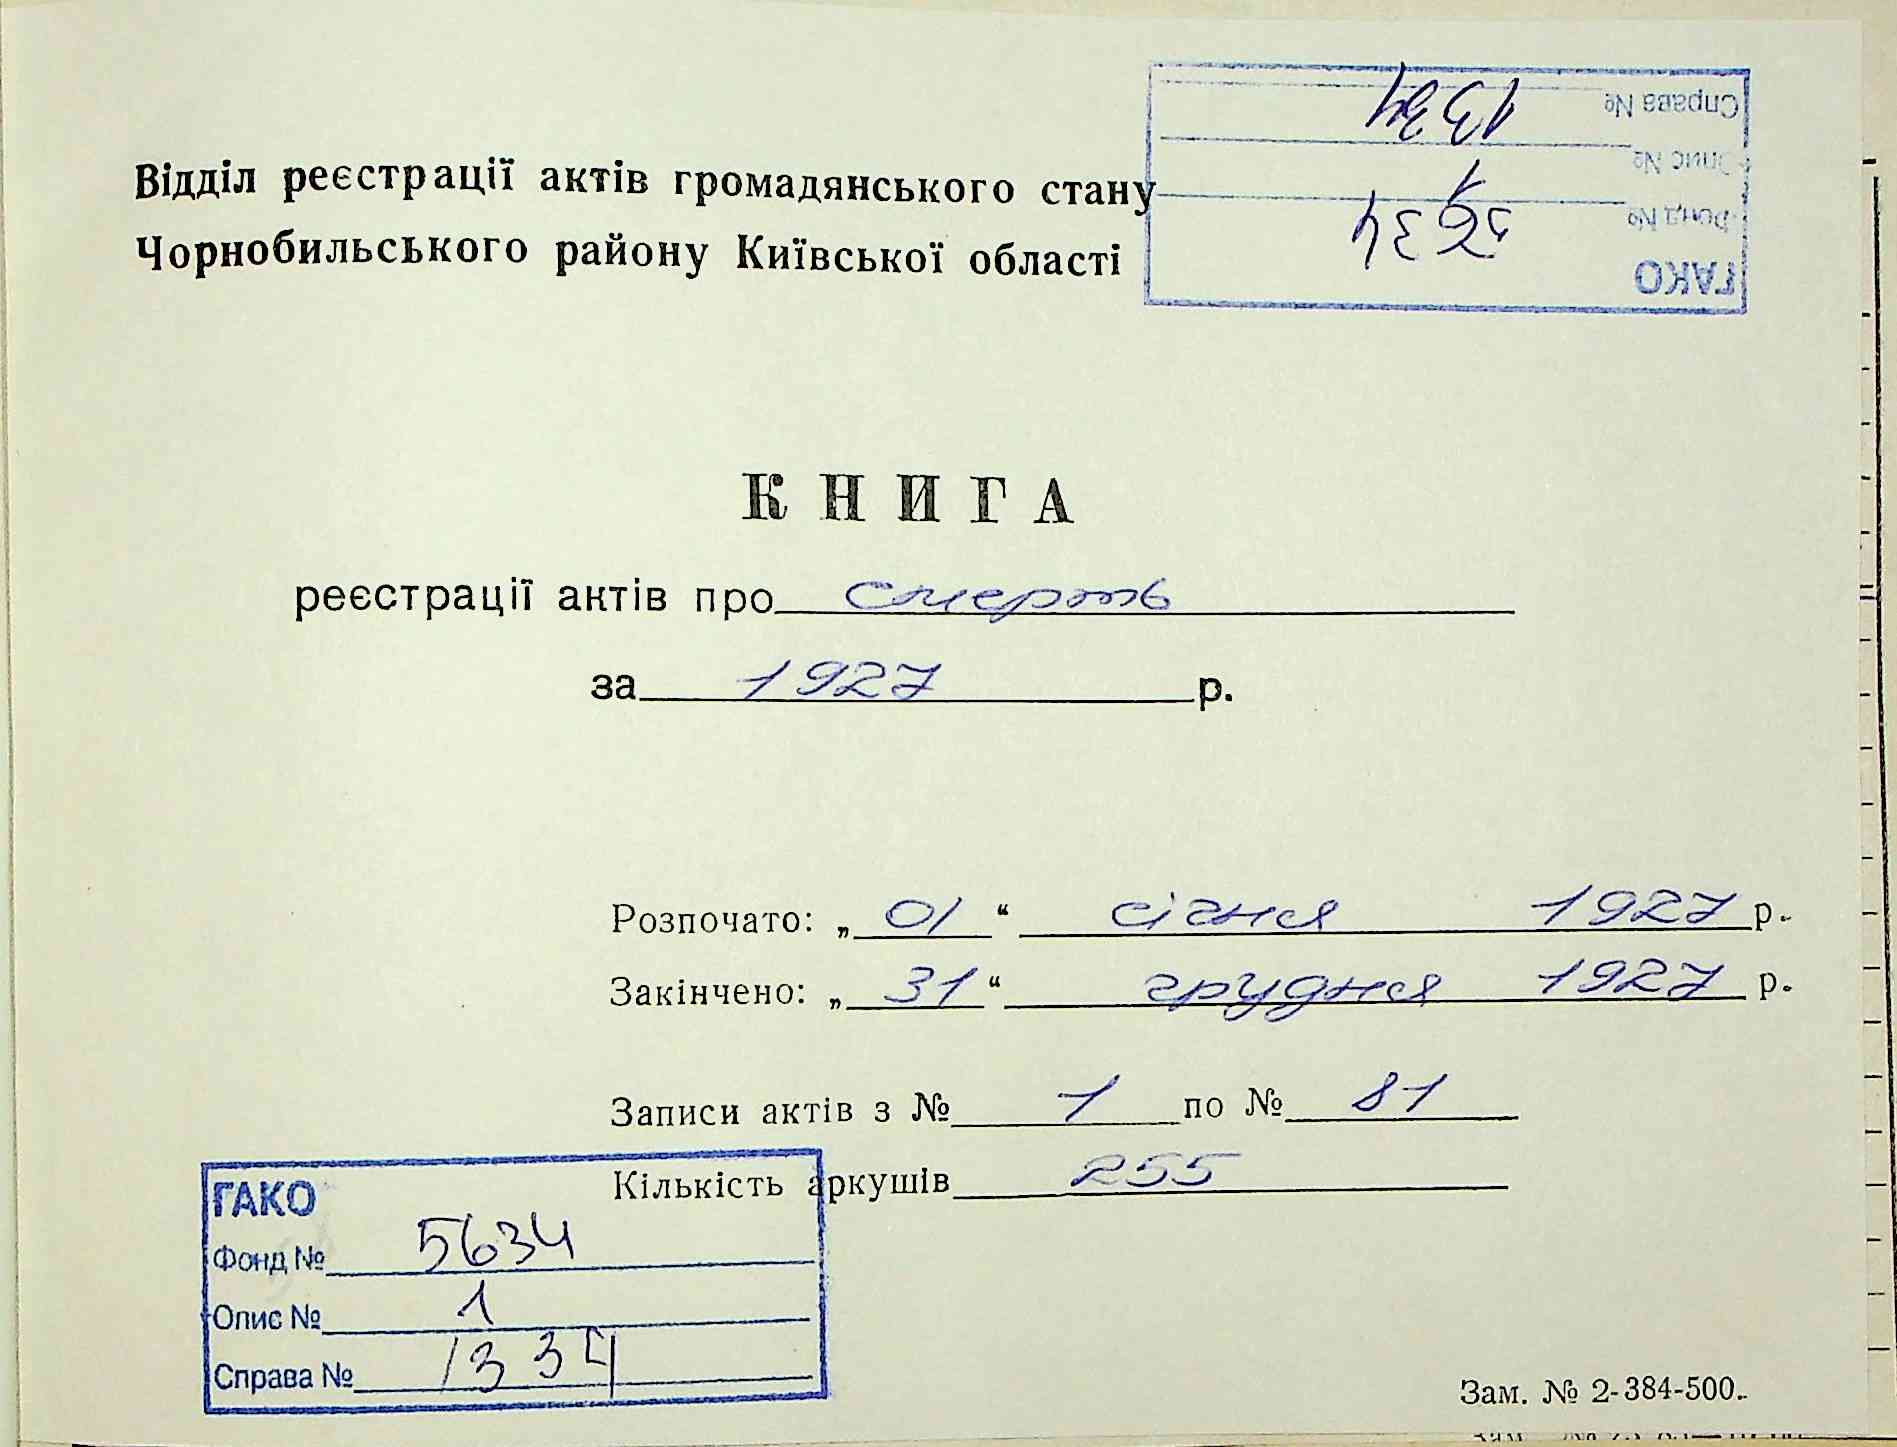 Справа № 1334
Опис № 1
Фонд № 5634
ГАКО
Відділ реєстрації актів громадянського стану
Чорнобильського району Київської області
КНИГА
реєстрації актів про смерть
за 1927 р.
Розпочато: „ 01 “ січня 1927 р.
Закінчено: „ 31 “ грудня 1927 р.
Записи актів з № 1 по № 81
Кількість аркушів 255
ГАКО
Фонд № 5634
Опис № 1
Справа № 1334
Зам. № 2-384-500.